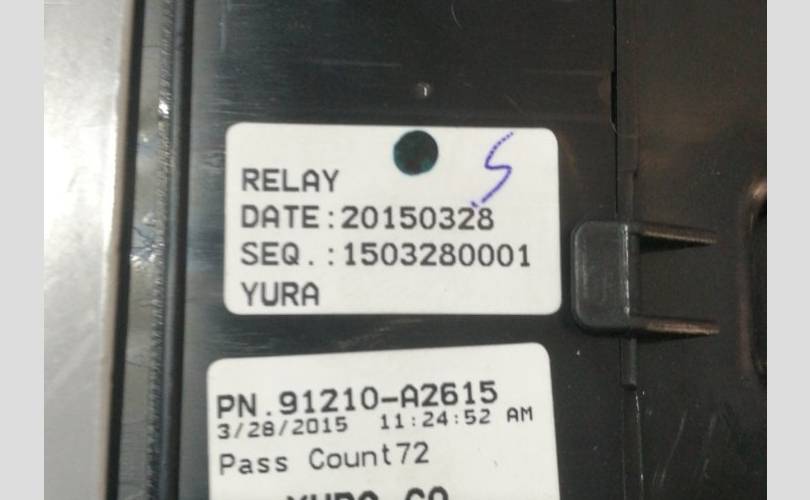 RELAY
DATE:20150328
SEQ.:1503280001
YURA
PN.91210-A2615
3/28/2015 11:24:52 AM
Pass Count72